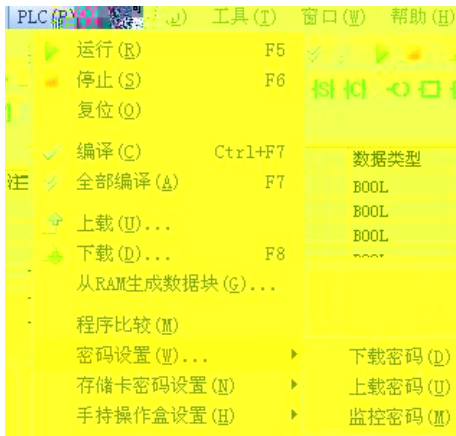 PLC(P) (D) 工具(T) 窗口(W) 帮助(H)
运行(R) F5
停止(S) F6
复位(O)
编译(C) Ctrl+F7
全部编译(A) F7
上载(U)...
下载(D)... F8
从RAM生成数据块(G)...
程序比较(M)
密码设置(W)...
存储卡密码设置(N)
手持操作盒设置(H)
注
数据类型
BOOL
BOOL
BOOL
BOOL
下载密码(D)
上载密码(U)
监控密码(M)